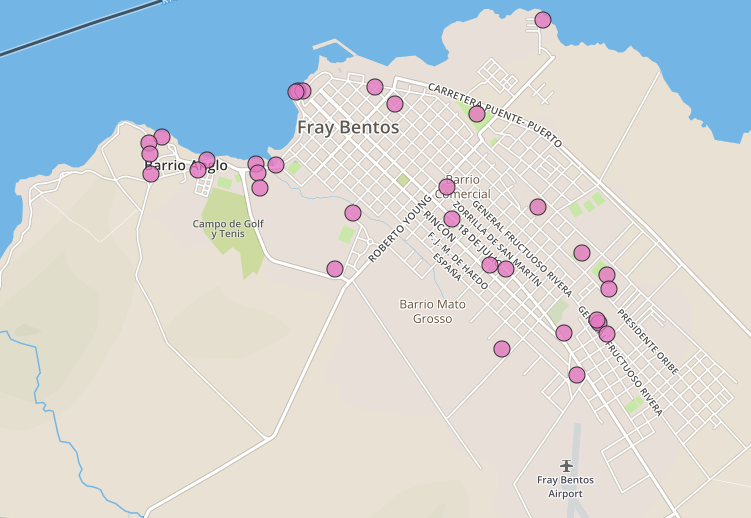 CARRETERA PUENTE- PUERTO
Fray Bentos
Barrio Anglo
Barrio
Comercial
Campo de Golf
y Tenis
ROBERTO YOUNG
GENERAL FRUCTUOSO RIVERA
ZORRILLA DE SAN MARTÍN
18 DE JULIO
RINCÓN
F. J. M. DE HAEDO
ESPAÑA
Barrio Mato
Grosso
PRESIDENTE ORIBE
GENERAL FRUCTUOSO RIVERA
Fray Bentos
Airport